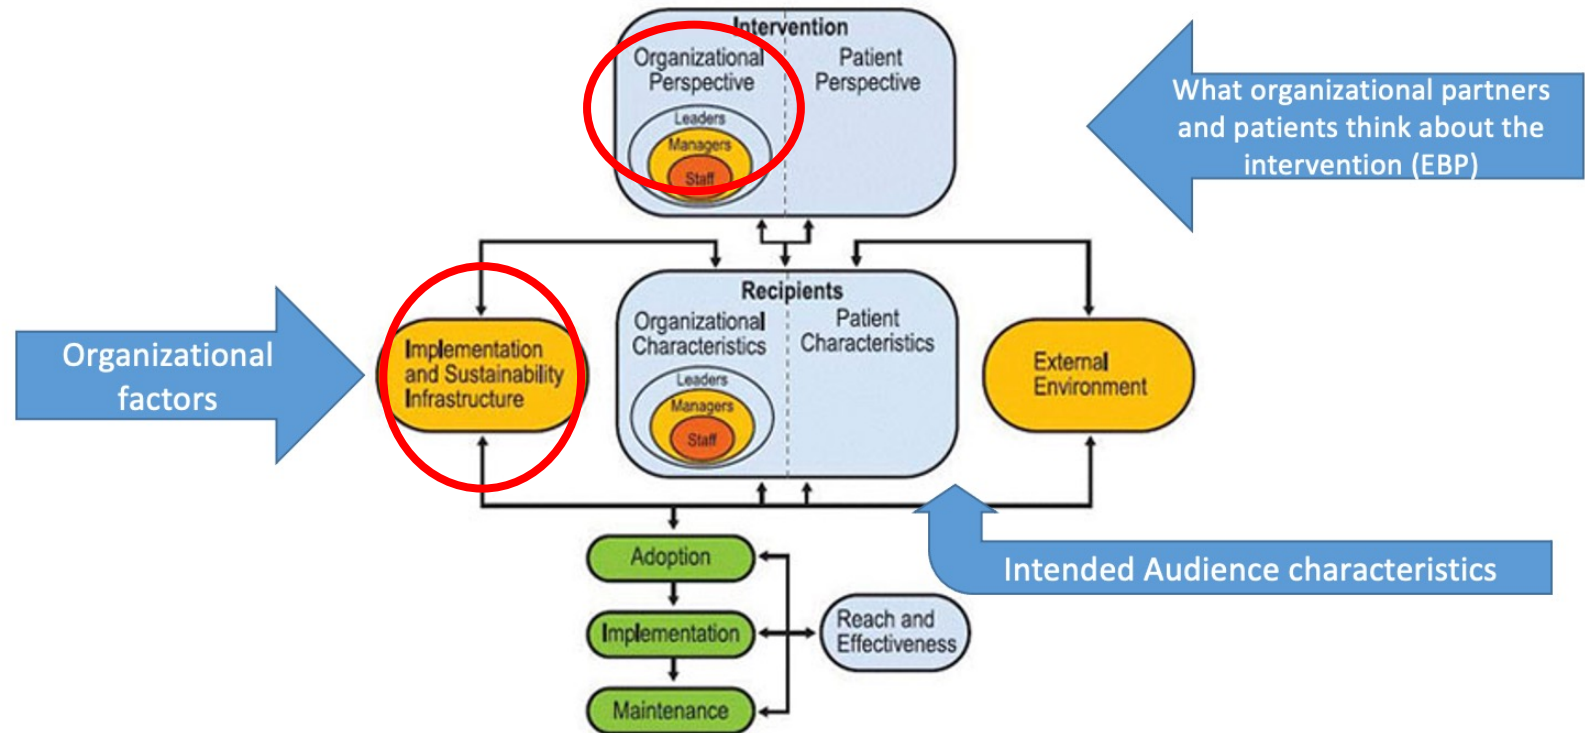 Intervention
Organizational
Perspective
Leaders
Managers
Staff
Patient
Perspective
What organizational partners
and patients think about the
intervention (EBP)
Organizational
factors
Implementation
and Sustainability
Infrastructure
Recipients
Organizational
Characteristics
Leaders
Managers
Staff
Patient
Characteristics
External
Environment
Intended Audience characteristics
Adoption
Implementation
Maintenance
Reach and
Effectiveness